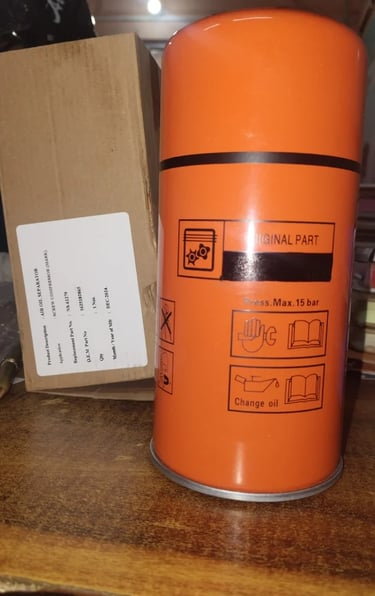 Product Description : AIR OIL SEPARATOR
Application : SCREW COMPRESSOR
Replacement Part No
O.E.M Part No
QTY : 1 Nos
Month/ Year of Mfr : DEC-2024
ORIGINAL PART
Press.Max.15 bar
Change oil